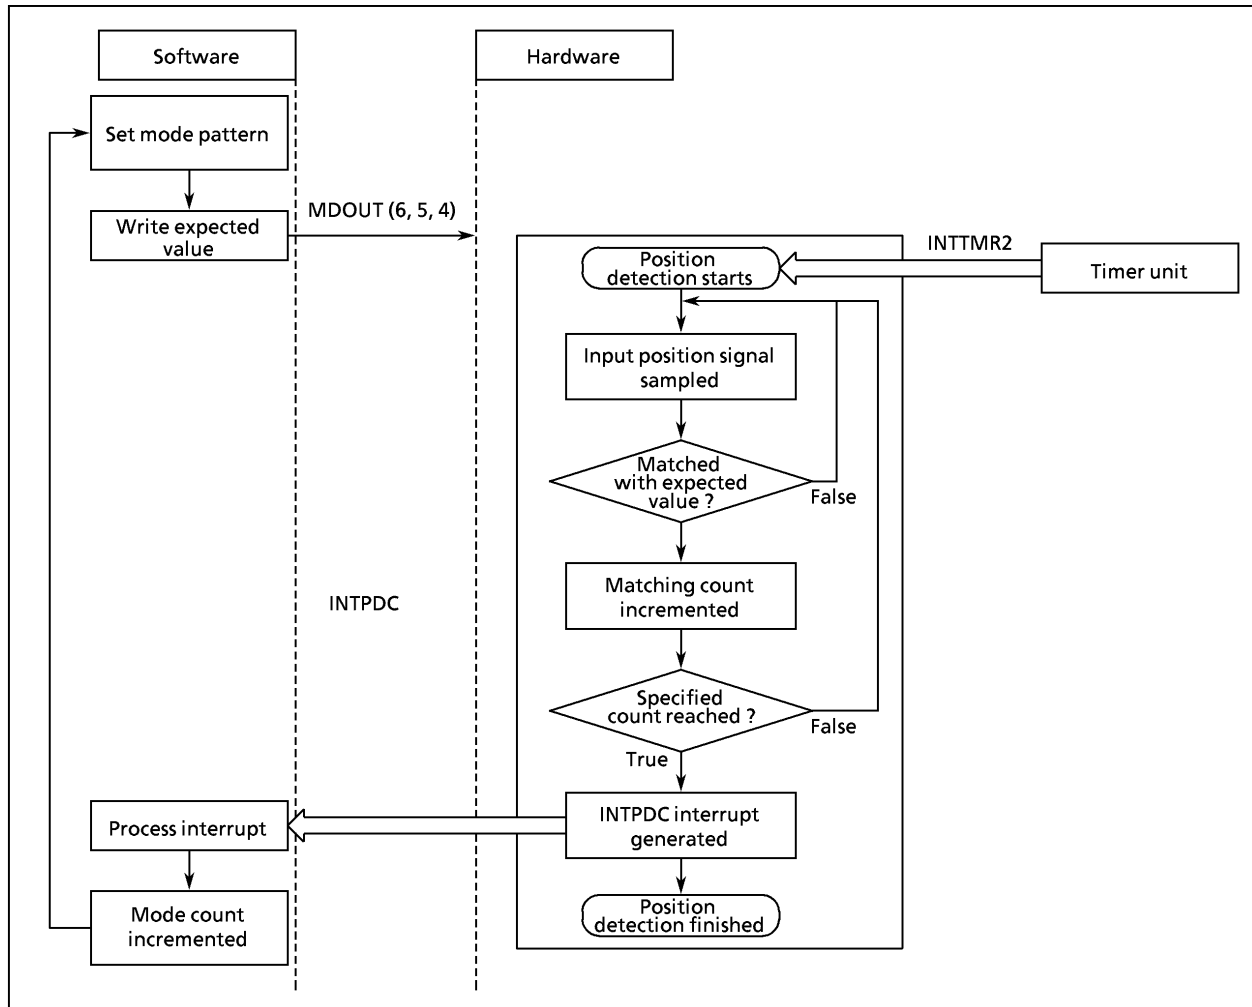 Software
Hardware
Set mode pattern
Write expected
value
MDOUT (6, 5, 4)
Position
detection starts
INTTMR2
Timer unit
Input position signal
sampled
Matched
with expected
value ?
False
Matching count
incremented
INTPDC
Specified
count reached ?
False
True
Process interrupt
INTPDC interrupt
generated
Mode count
incremented
Position
detection finished